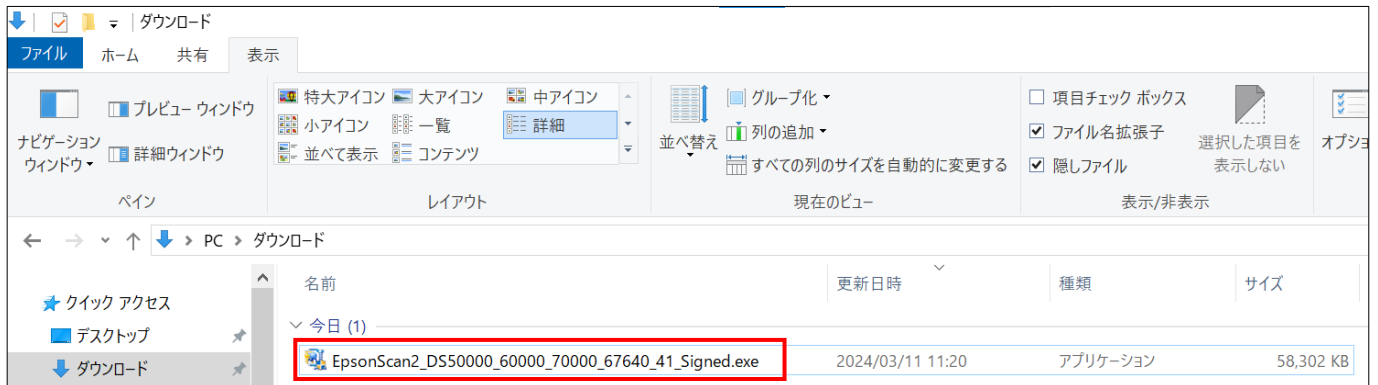 ダウンロード
ファイル ホーム 共有 表示
ナビゲーション ウィンドウ
プレビュー ウィンドウ
詳細ウィンドウ
ペイン
特大アイコン 大アイコン 中アイコン
小アイコン 一覧 詳細
並べて表示 コンテンツ
レイアウト
並べ替え
グループ化
列の追加
すべての列のサイズを自動的に変更する
現在のビュー
項目チェック ボックス
ファイル名拡張子
隠しファイル
選択した項目を
表示しない
表示/非表示
オプショ
PC ダウンロード
クイック アクセス
デスクトップ
ダウンロード
名前 更新日時 種類 サイズ
今日 (1)
EpsonScan2_DS50000_60000_70000_67640_41_Signed.exe 2024/03/11 11:20 アプリケーション 58,302 KB